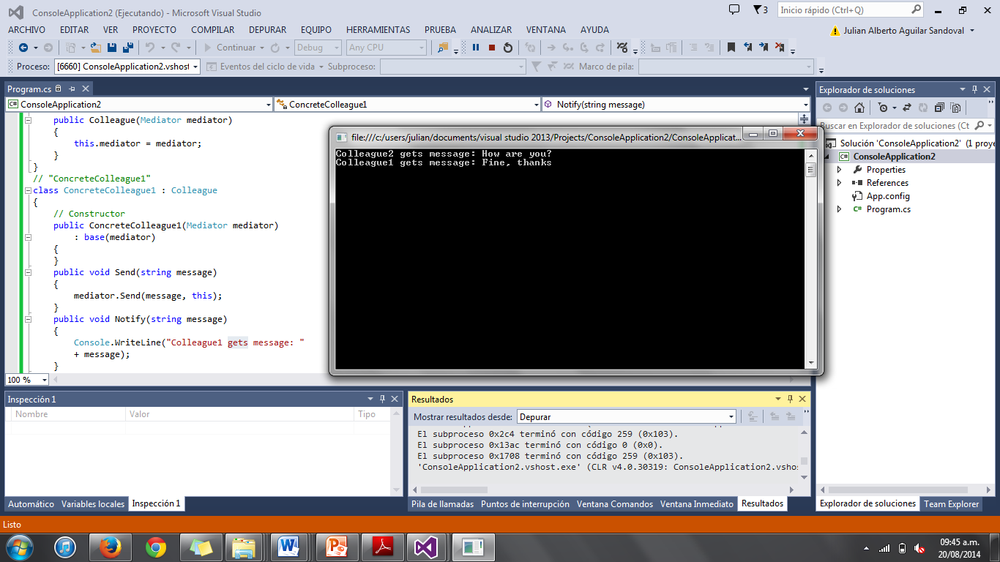 ConsoleApplication2 (Ejecutando) - Microsoft Visual Studio
3
Inicio rápido (Ctrl+Q)
ARCHIVO EDITAR VER PROYECTO COMPILAR DEPURAR EQUIPO HERRAMIENTAS PRUEBA ANALIZAR VENTANA AYUDA
Julian Alberto Aguilar Sandoval
Continuar Debug Any CPU
Proceso: [6660] ConsoleApplication2.vshost Eventos del ciclo de vida Subproceso: Marco de pila:
Program.cs
C# ConsoleApplication2 ConcreteColleague1 Notify(string message)
public Colleague(Mediator mediator)
{
this.mediator = mediator;
}
}
// "ConcreteColleague1"
class ConcreteColleague1 : Colleague
{
// Constructor
public ConcreteColleague1(Mediator mediator)
: base(mediator)
{
}
public void Send(string message)
{
mediator.Send(message, this);
}
public void Notify(string message)
{
Console.WriteLine("Colleague1 gets message: "
+ message);
}
100 %
file:///c:/users/julian/documents/visual studio 2013/Projects/ConsoleApplication2/ConsoleApplicat...
Colleague2 gets message: How are you?
Colleague1 gets message: Fine, thanks
Explorador de soluciones
Buscar en Explorador de soluciones (Ct
Solución 'ConsoleApplication2' (1 proye
C# ConsoleApplication2
Properties
References
App.config
C# Program.cs
Inspección 1
Nombre Valor Tipo
Automático Variables locales Inspección 1
Resultados
Mostrar resultados desde: Depurar
El subproceso 0x2c4 terminó con código 259 (0x103).
El subproceso 0x13ac terminó con código 0 (0x0).
El subproceso 0x1708 terminó con código 259 (0x103).
'ConsoleApplication2.vshost.exe' (CLR v4.0.30319: ConsoleApplication2.vshos
Pila de llamadas Puntos de interrupción Ventana Comandos Ventana Inmediato Resultados
Explorador de soluciones Team Explorer
Listo
09:45 a.m.
20/08/2014